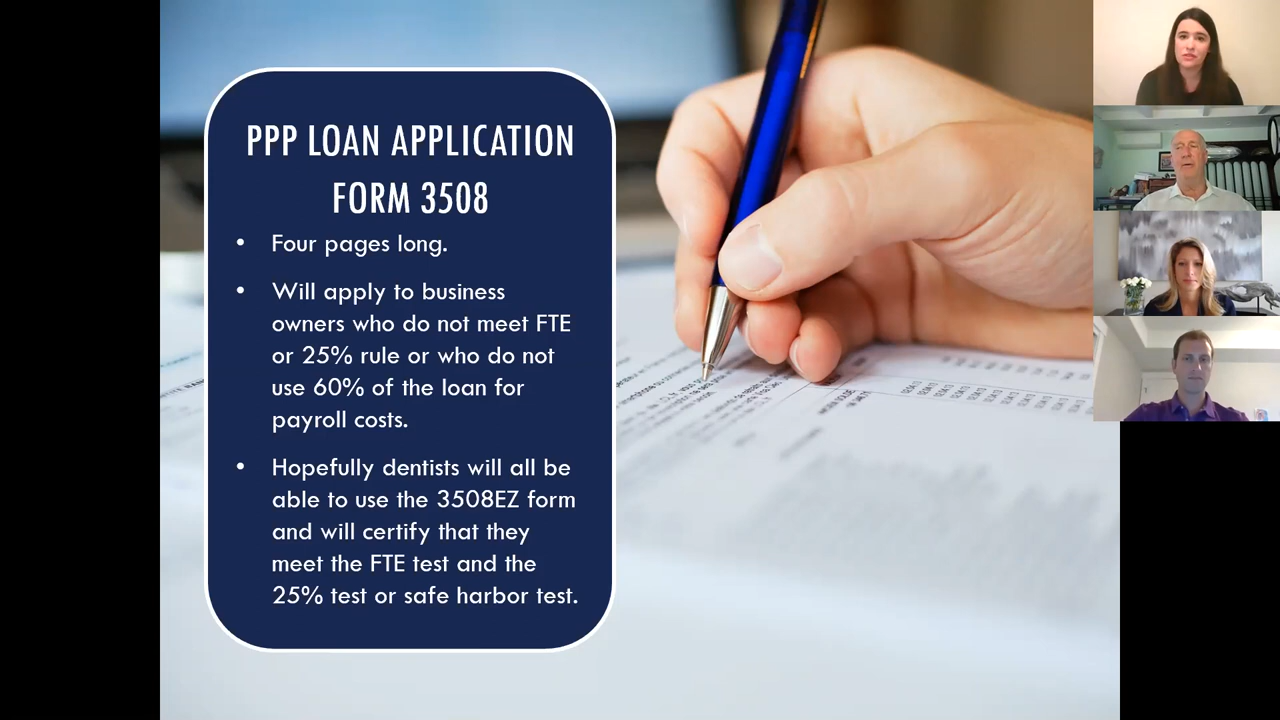 PPP LOAN APPLICATION
FORM 3508
• Four pages long.
• Will apply to business
owners who do not meet FTE
or 25% rule or who do not
use 60% of the loan for
payroll costs.
• Hopefully dentists will all be
able to use the 3508EZ form
and will certify that they
meet the FTE test and the
25% test or safe harbor test.